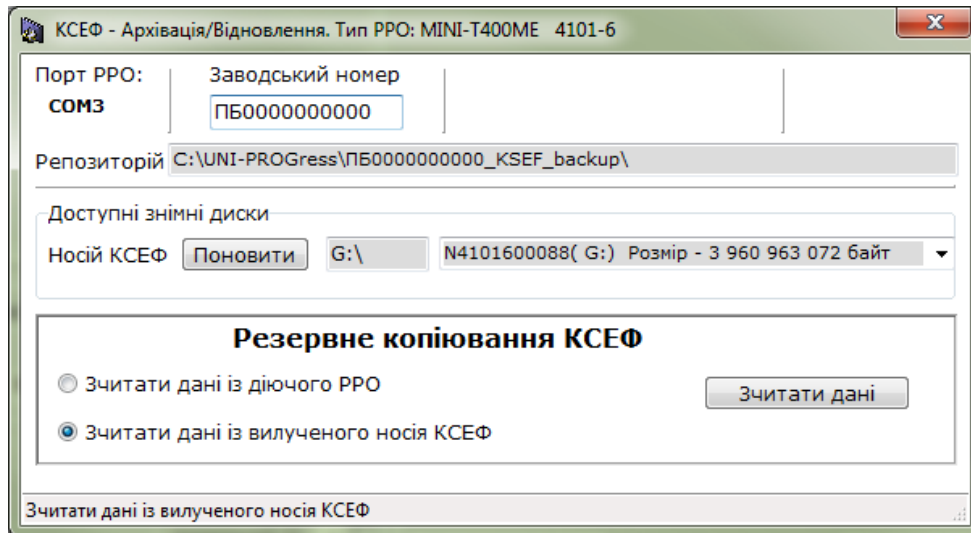 КСЕФ - Архівація/Відновлення. Тип РРО: MINI-T400ME 4101-6
Порт РРО: Заводський номер
COM3 ПБ0000000000
Репозиторій C:\UNI-PROGress\ПБ0000000000_KSEF_backup\
Доступні знімні диски
Носій КСЕФ Поновити G:\ N4101600088( G:) Розмір - 3 960 963 072 байт
Резервне копіювання КСЕФ
Зчитати дані із діючого РРО
Зчитати дані
Зчитати дані із вилученого носія КСЕФ
Зчитати дані із вилученого носія КСЕФ